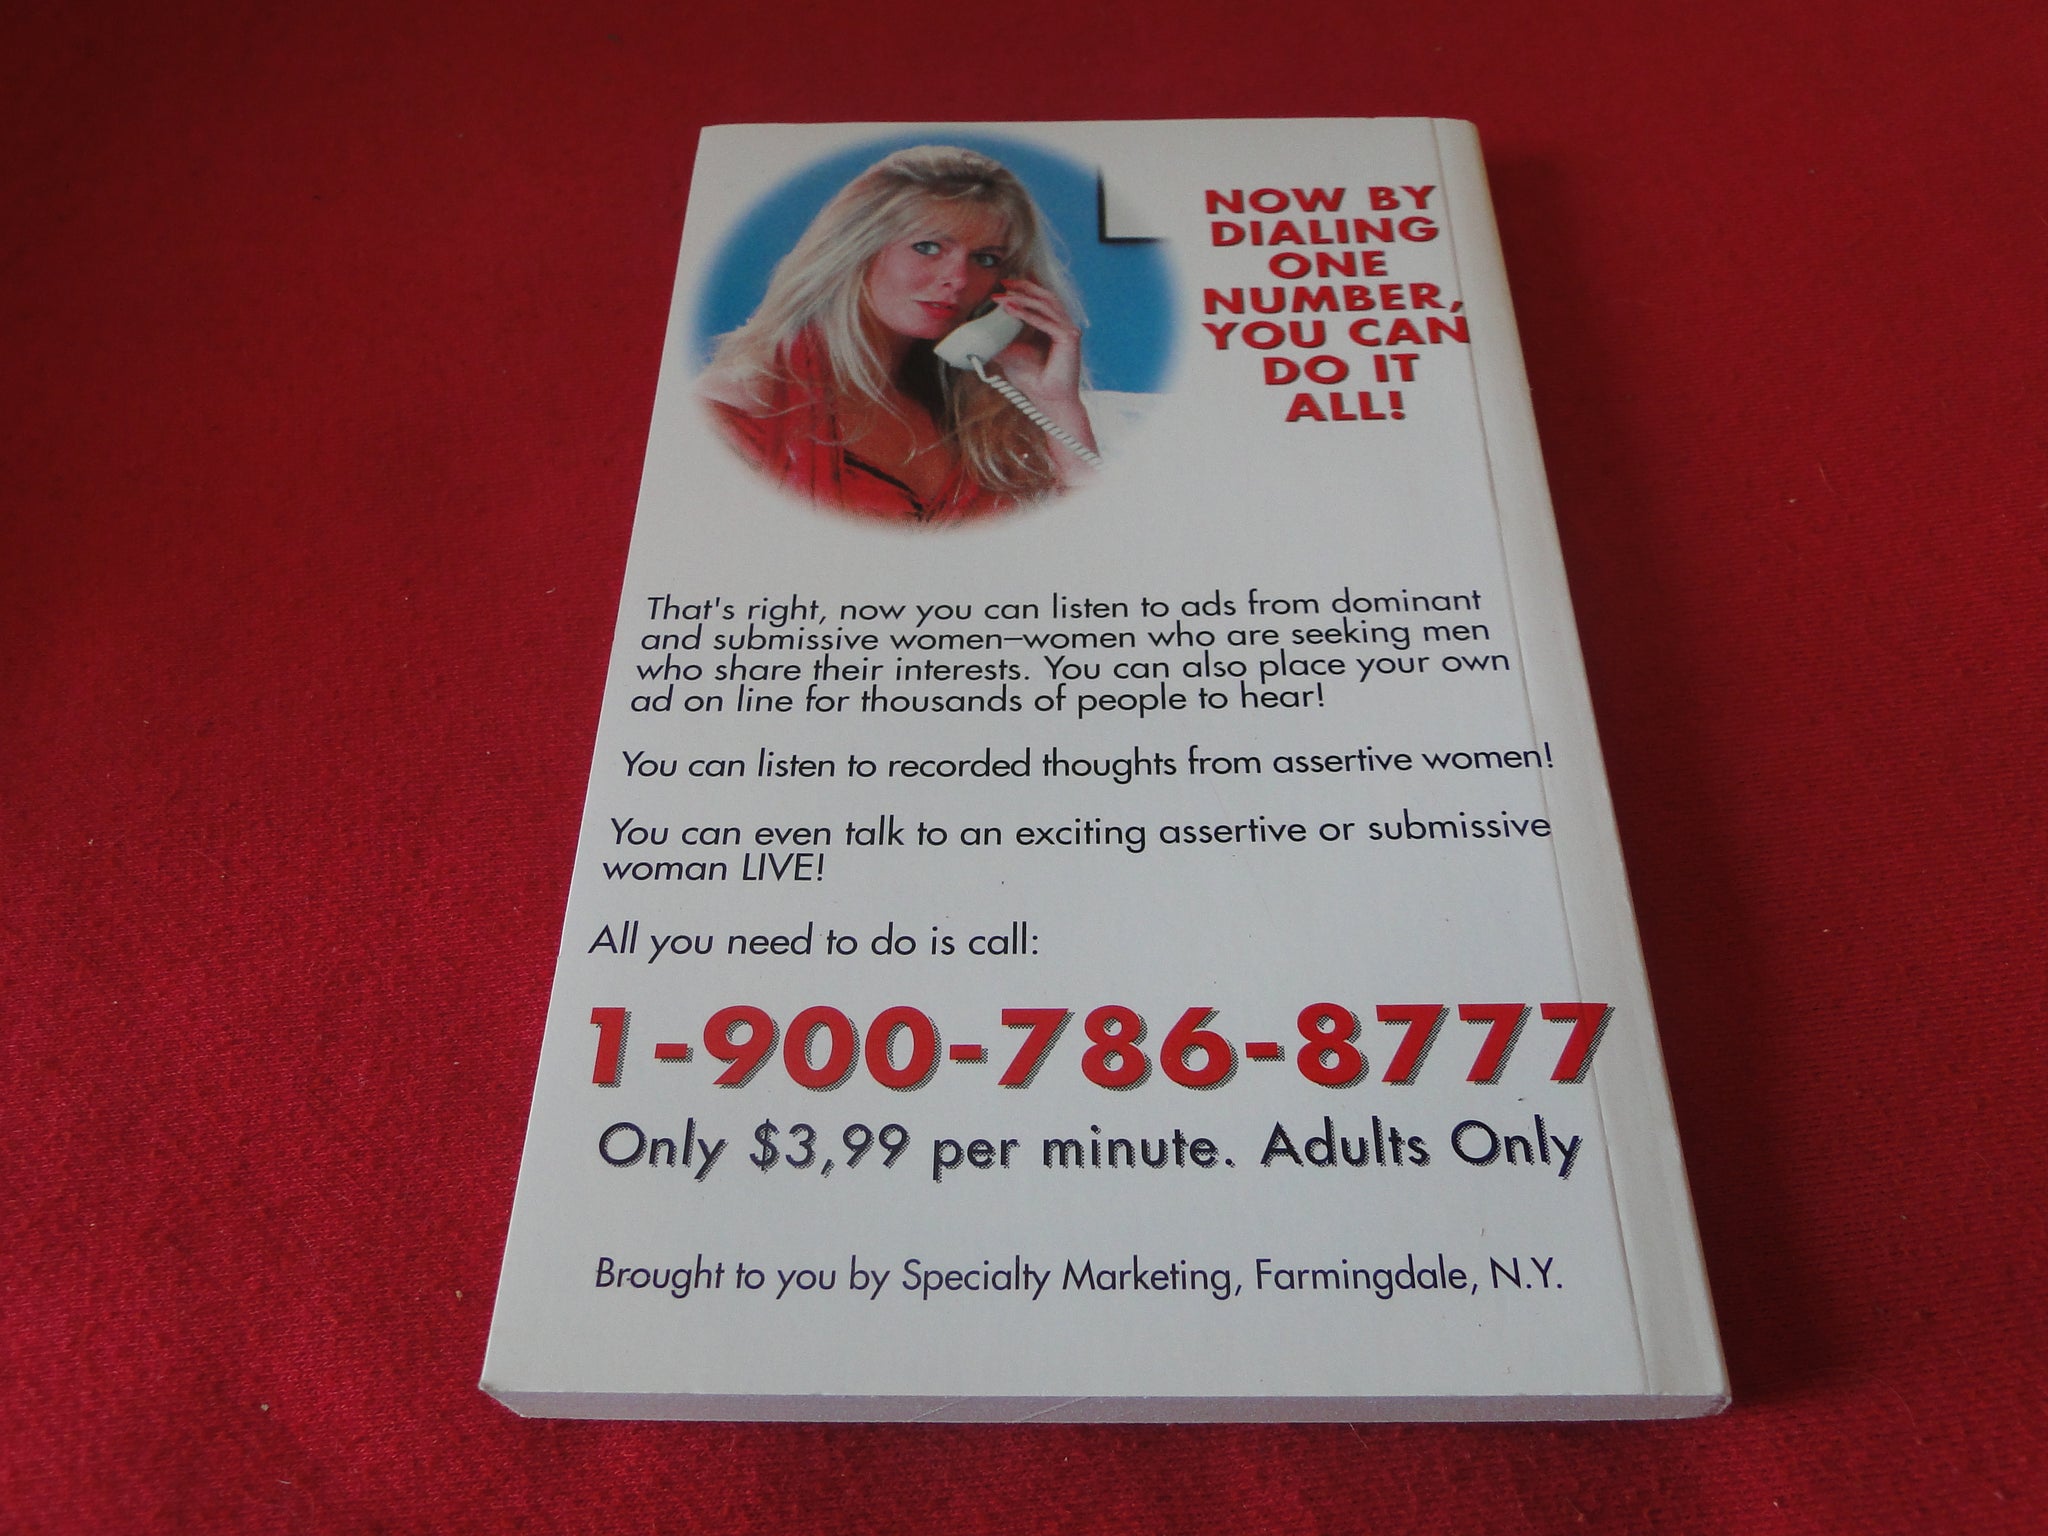 NOW BY
DIALING
ONE
NUMBER,
YOU CAN
DO IT
ALL!
That's right, now you can listen to ads from dominant
and submissive women–women who are seeking men
who share their interests. You can also place your own
ad on line for thousands of people to hear!
You can listen to recorded thoughts from assertive women!
You can even talk to an exciting assertive or submissive
woman LIVE!
All you need to do is call:
1-900-786-8777
Only $3,99 per minute. Adults Only
Brought to you by Specialty Marketing, Farmingdale, N.Y.